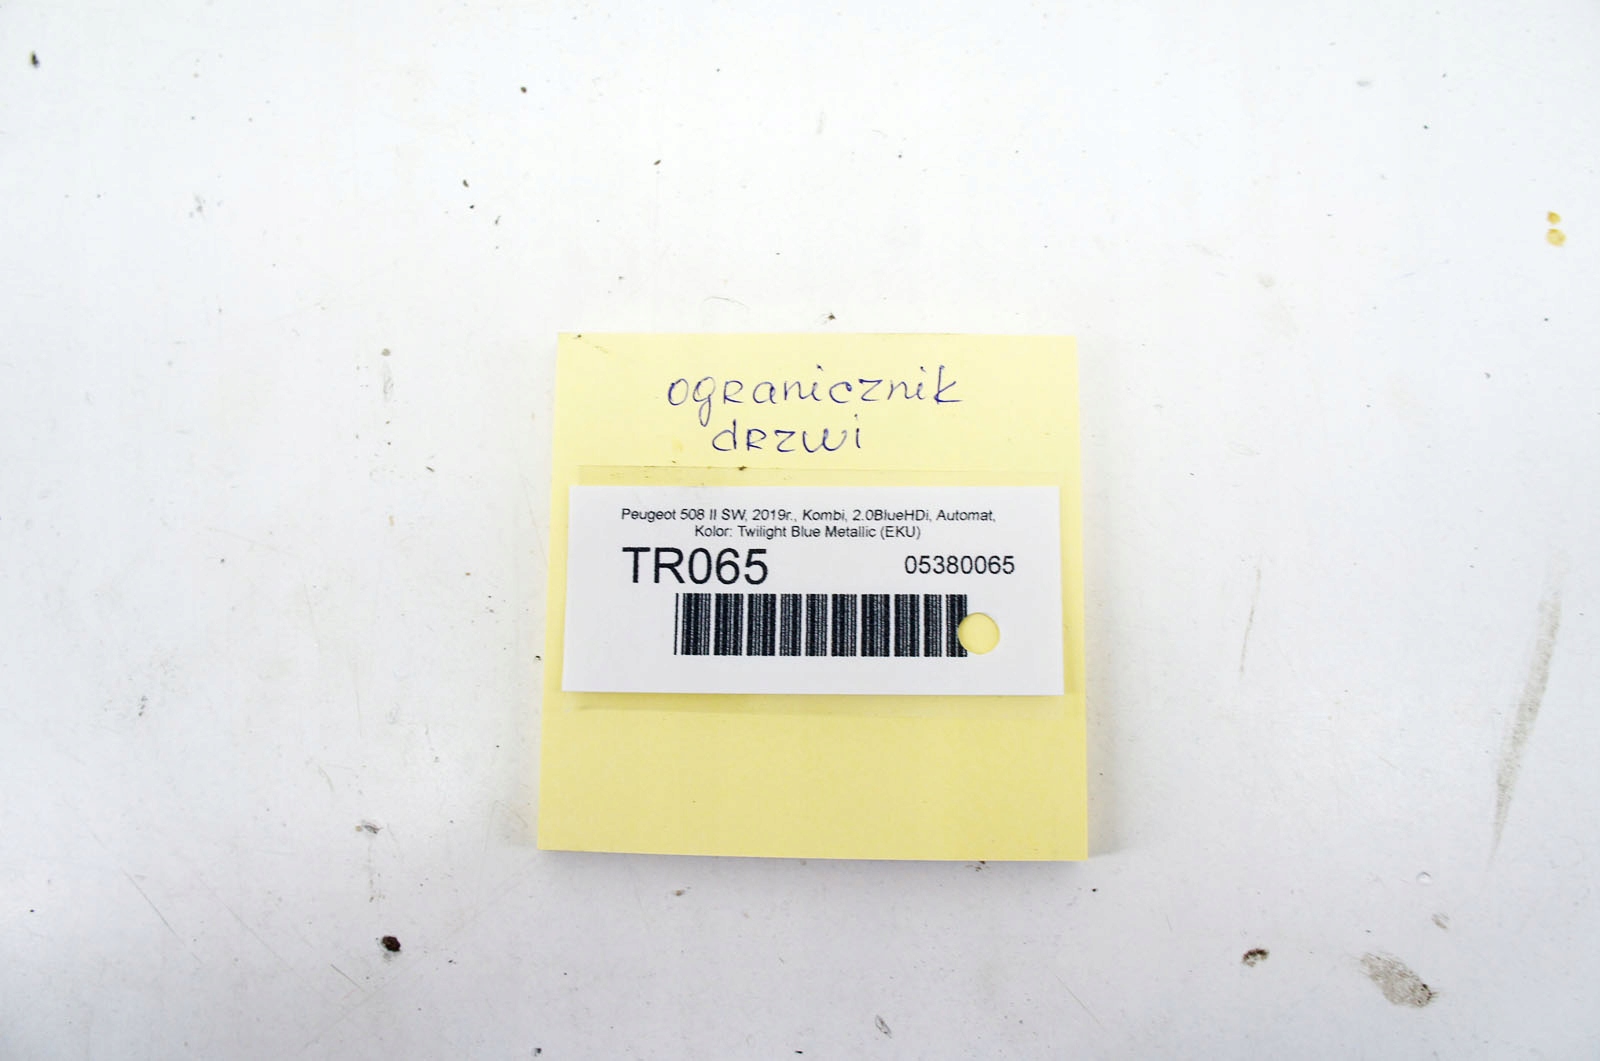 ogranicznik
drzwi
Peugeot 508 II SW, 2019r., Kombi, 2.0BlueHDi, Automat,
Kolor: Twilight Blue Metallic (EKU)
TR065 05380065